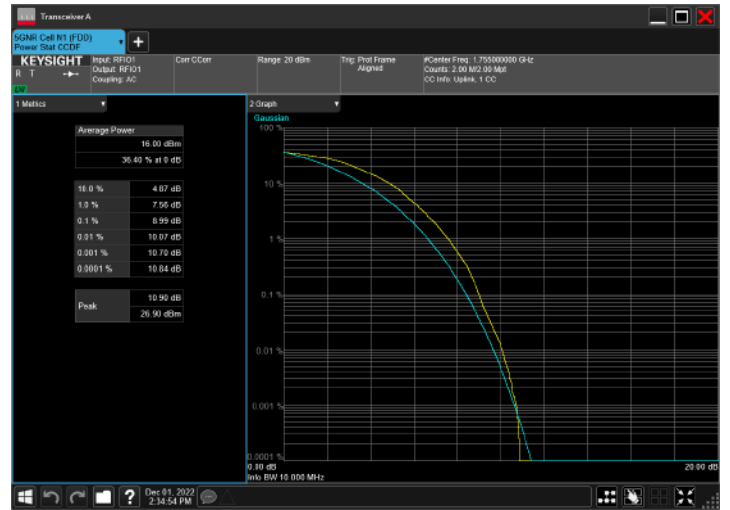 Transceiver A
5GNR Cell N1 (FDD)
Power Stat CCDF
KEYSIGHT
R T
Input: RFIO1
Output: RFIO1
Coupling: AC
Corr CCorr
Range: 20 dBm
Trig: Prot Frame
Aligned
#Center Freq: 1.755000000 GHz
Counts: 2.00 M/2.00 Mpt
CC Info: Uplink, 1 CC
1 Metrics
Average Power
16.00 dBm
36.40 % at 0 dB
10.0 % 4.87 dB
1.0 % 7.56 dB
0.1 % 8.99 dB
0.01 % 10.07 dB
0.001 % 10.70 dB
0.0001 % 10.84 dB
Peak
10.90 dB
26.90 dBm
2 Graph
Gaussian
100 %
10 %
1 %
0.1 %
0.01 %
0.001 %
0.0001 %
0.00 dB
20.00 dB
Info BW 10.000 MHz
?
Dec 01, 2022
2:34:54 PM